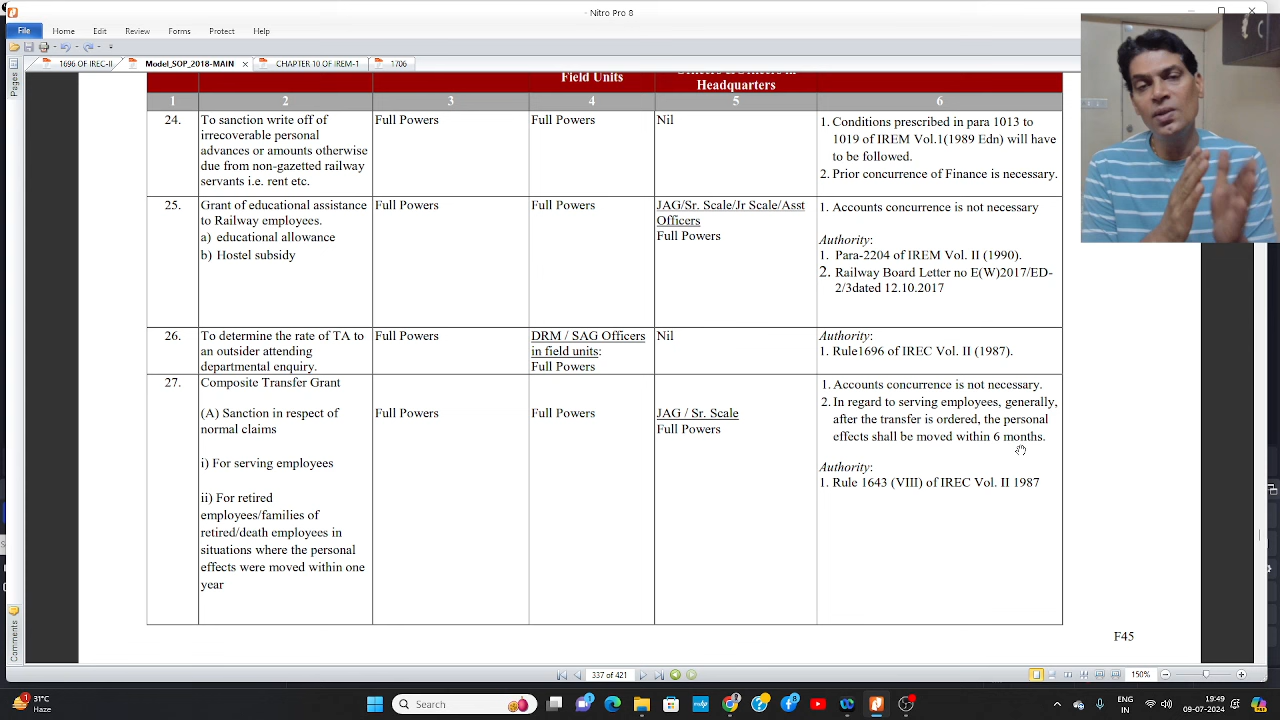 - Nitro Pro 8
File Home Edit Review Forms Protect Help
1696 OF IREC-II Model_SOP_2018-MAIN × CHAPTER 10 OF IREM-1 1706
Pages
Comments
Field Units
Headquarters
1 2 3 4 5 6
24.
To sanction write off of
irrecoverable personal
advances or amounts otherwise
due from non-gazetted railway
servants i.e. rent etc.
Full Powers
Full Powers
Nil
1. Conditions prescribed in para 1013 to
1019 of IREM Vol.1(1989 Edn) will have
to be followed.
2. Prior concurrence of Finance is necessary.
25.
Grant of educational assistance
to Railway employees.
a) educational allowance
b) Hostel subsidy
Full Powers
Full Powers
JAG/Sr. Scale/Jr Scale/Asst
Officers
Full Powers
1. Accounts concurrence is not necessary
Authority:
1. Para-2204 of IREM Vol. II (1990).
2. Railway Board Letter no E(W)2017/ED-
2/3dated 12.10.2017
26.
To determine the rate of TA to
an outsider attending
departmental enquiry.
Full Powers
DRM / SAG Officers
in field units:
Full Powers
Nil
Authority:
1. Rule1696 of IREC Vol. II (1987).
27.
Composite Transfer Grant
(A) Sanction in respect of
normal claims
i) For serving employees
ii) For retired
employees/families of
retired/death employees in
situations where the personal
effects were moved within one
year
Full Powers
Full Powers
JAG / Sr. Scale
Full Powers
1. Accounts concurrence is not necessary.
2. In regard to serving employees, generally,
after the transfer is ordered, the personal
effects shall be moved within 6 months.
Authority:
1. Rule 1643 (VIII) of IREC Vol. II 1987
F45
337 of 421
150%
31°C
Haze
Search
ENG
IN
19:49
09-07-2024